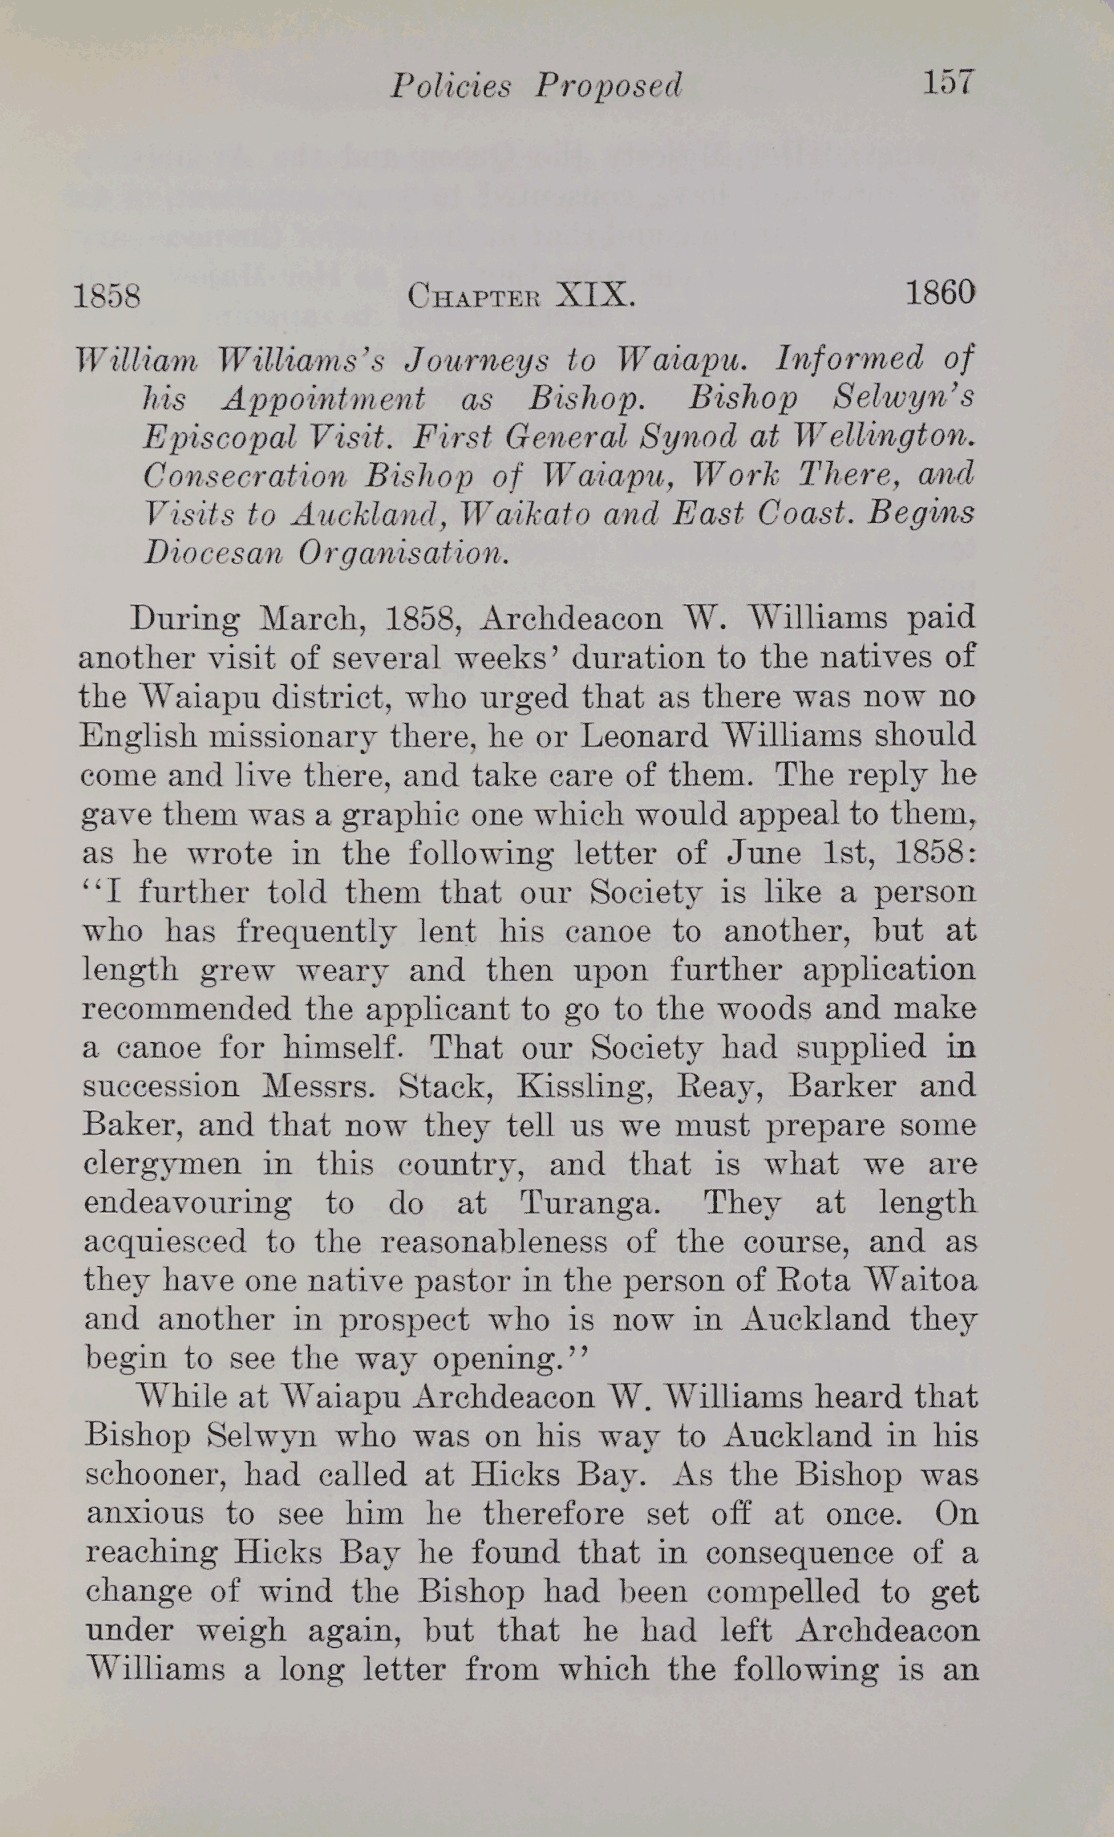 Policies Proposed 157
1858 CHAPTER XIX. 1860
William Williams's Journeys to Waiapu. Informed of
his Appointment as Bishop. Bishop Selwyn's
Episcopal Visit. First General Synod at Wellington.
Consecration Bishop of Waiapu, Work There, and
Visits to Auckland, Waikato and East Coast. Begins
Diocesan Organisation.
During March, 1858, Archdeacon W. Williams paid
another visit of several weeks' duration to the natives of
the Waiapu district, who urged that as there was now no
English missionary there, he or Leonard Williams should
come and live there, and take care of them. The reply he
gave them was a graphic one which would appeal to them,
as he wrote in the following letter of June 1st, 1858:
"I further told them that our Society is like a person
who has frequently lent his canoe to another, but at
length grew weary and then upon further application
recommended the applicant to go to the woods and make
a canoe for himself. That our Society had supplied in
succession Messrs. Stack, Kissling, Reay, Barker and
Baker, and that now they tell us we must prepare some
clergymen in this country, and that is what we are
endeavouring to do at Turanga. They at length
acquiesced to the reasonableness of the course, and as
they have one native pastor in the person of Rota Waitoa
and another in prospect who is now in Auckland they
begin to see the way opening."
While at Waiapu Archdeacon W. Williams heard that
Bishop Selwyn who was on his way to Auckland in his
schooner, had called at Hicks Bay. As the Bishop was
anxious to see him he therefore set off at once. On
reaching Hicks Bay he found that in consequence of a
change of wind the Bishop had been compelled to get
under weigh again, but that he had left Archdeacon
Williams a long letter from which the following is an